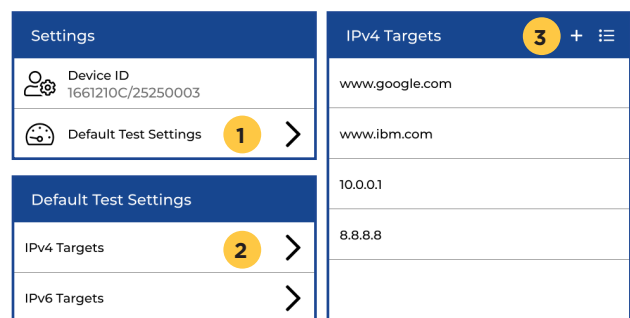 Settings
Device ID
1661210C/25250003
Default Test Settings 1
Default Test Settings
IPv4 Targets 2
IPv6 Targets
IPv4 Targets 3
www.google.com
www.ibm.com
10.0.0.1
8.8.8.8